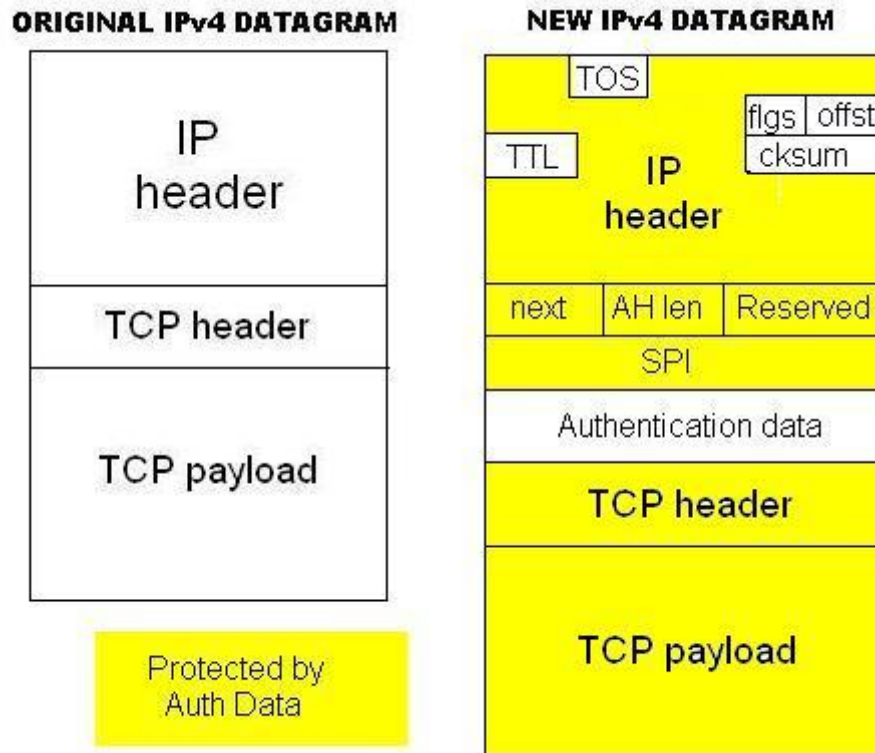 ORIGINAL IPv4 DATAGRAM
IP
header
TCP header
TCP payload
Protected by
Auth Data
NEW IPv4 DATAGRAM
TOS
flgs offst
TTL
cksum
IP
header
next AH len Reserved
SPI
Authentication data
TCP header
TCP payload